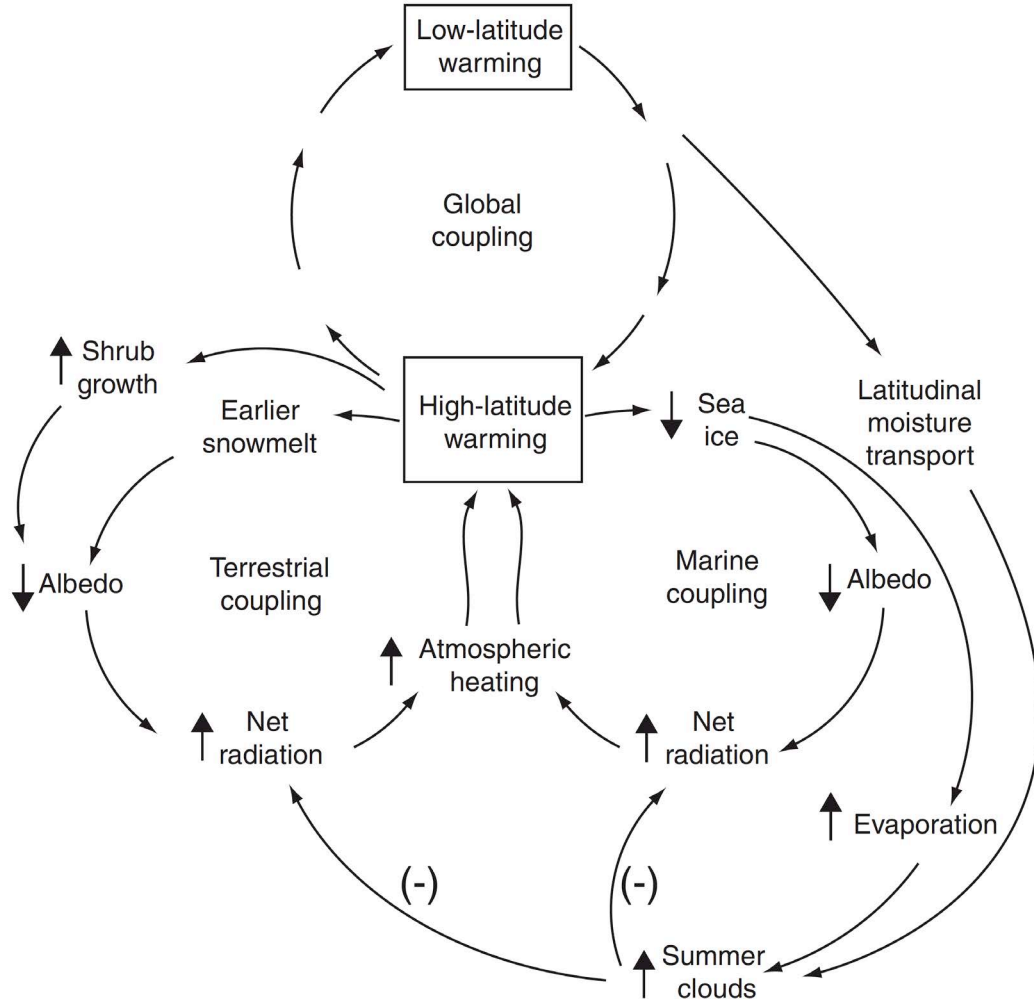 Low-latitude
warming
Global
coupling
Shrub
growth
Earlier
snowmelt
High-latitude
warming
Sea
ice
Latitudinal
moisture
transport
Albedo
Terrestrial
coupling
Marine
coupling
Albedo
Atmospheric
heating
Net
radiation
Net
radiation
Evaporation
(-)
(-)
Summer
clouds